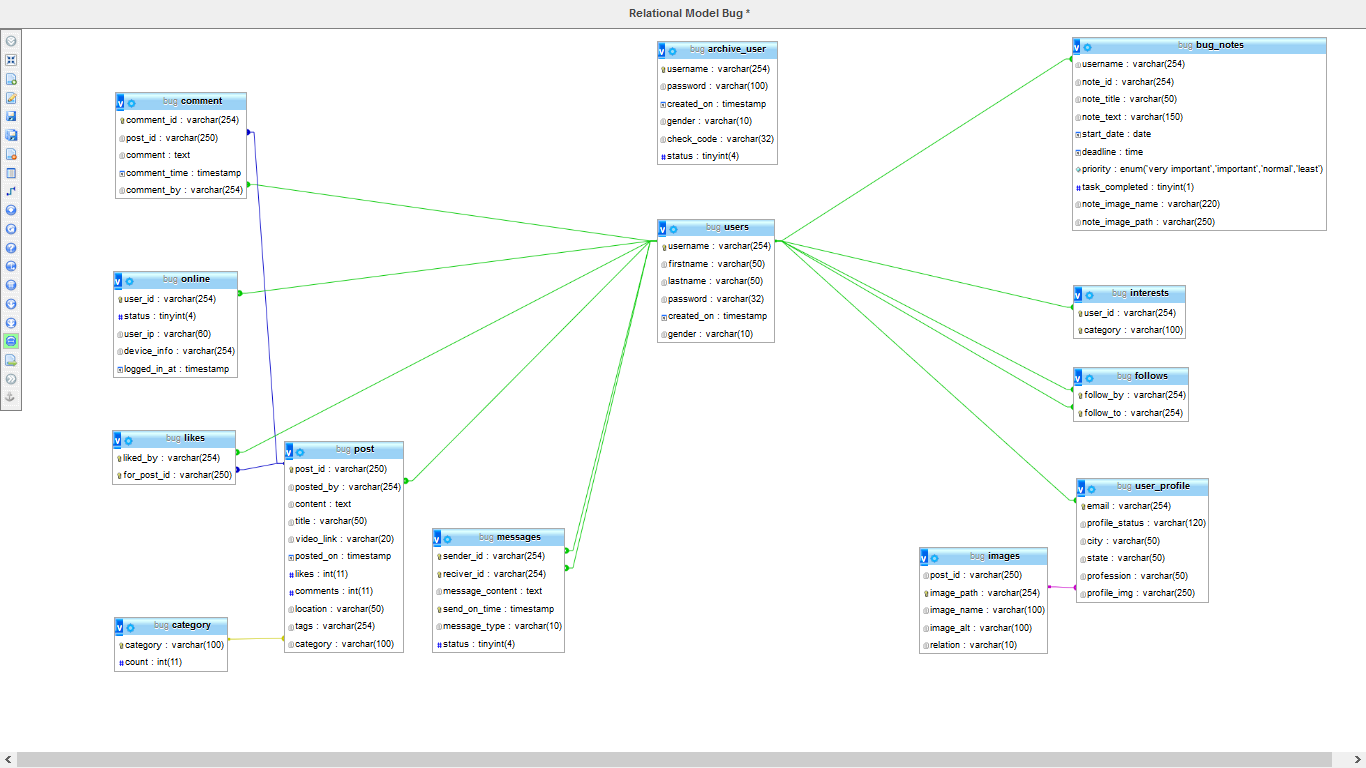 Relational Model Bug *
bug archive_user
username : varchar(254)
password : varchar(100)
created_on : timestamp
gender : varchar(10)
check_code : varchar(32)
status : tinyint(4)
bug bug_notes
username : varchar(254)
note_id : varchar(254)
note_title : varchar(50)
note_text : varchar(150)
start_date : date
deadline : time
priority : enum('very important','important','normal','least')
task_completed : tinyint(1)
note_image_name : varchar(220)
note_image_path : varchar(250)
bug comment
comment_id : varchar(254)
post_id : varchar(250)
comment : text
comment_time : timestamp
comment_by : varchar(254)
bug users
username : varchar(254)
firstname : varchar(50)
lastname : varchar(50)
password : varchar(32)
created_on : timestamp
gender : varchar(10)
bug online
user_id : varchar(254)
status : tinyint(4)
user_ip : varchar(60)
device_info : varchar(254)
logged_in_at : timestamp
bug interests
user_id : varchar(254)
category : varchar(100)
bug follows
follow_by : varchar(254)
follow_to : varchar(254)
bug likes
liked_by : varchar(254)
for_post_id : varchar(250)
bug post
post_id : varchar(250)
posted_by : varchar(254)
content : text
title : varchar(50)
video_link : varchar(20)
posted_on : timestamp
likes : int(11)
comments : int(11)
location : varchar(50)
tags : varchar(254)
category : varchar(100)
bug messages
sender_id : varchar(254)
reciver_id : varchar(254)
message_content : text
send_on_time : timestamp
message_type : varchar(10)
status : tinyint(4)
bug user_profile
email : varchar(254)
profile_status : varchar(120)
city : varchar(50)
state : varchar(50)
profession : varchar(50)
profile_img : varchar(250)
bug images
post_id : varchar(250)
image_path : varchar(254)
image_name : varchar(100)
image_alt : varchar(100)
relation : varchar(10)
bug category
category : varchar(100)
count : int(11)